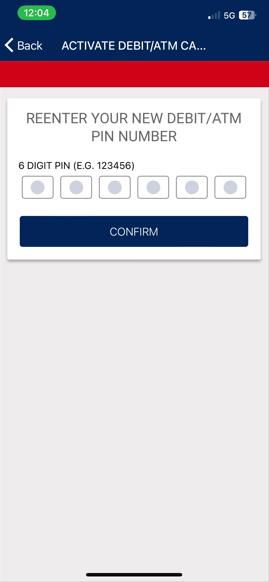 12:04
5G 57
Back ACTIVATE DEBIT/ATM CA...
REENTER YOUR NEW DEBIT/ATM
PIN NUMBER
6 DIGIT PIN (E.G. 123456)
CONFIRM